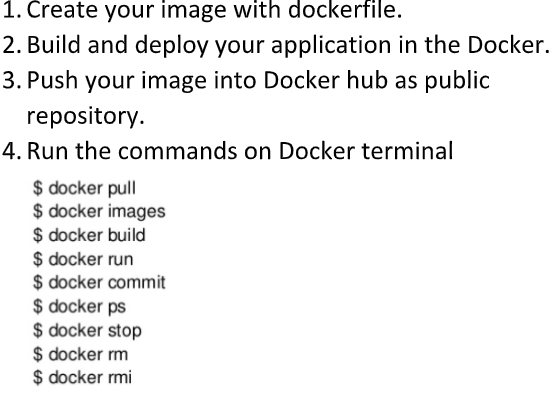 1. Create your image with dockerfile.
2. Build and deploy your application in the Docker.
3. Push your image into Docker hub as public
repository.
4. Run the commands on Docker terminal
$ docker pull
$ docker images
$ docker build
$ docker run
$ docker commit
$ docker ps
$ docker stop
$ docker rm
$ docker rmi